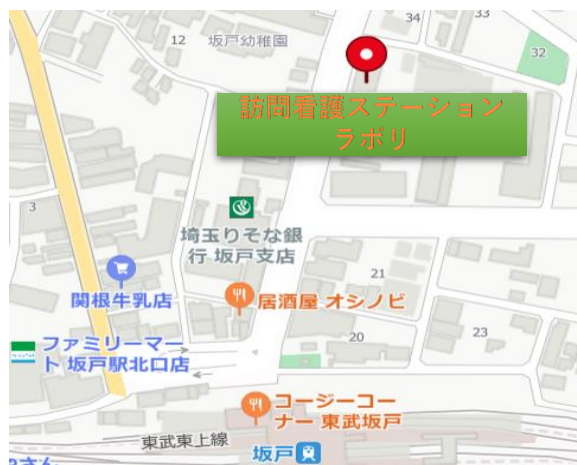 34
33
12
坂戸幼稚園
32
訪問看護ステーション
ラポリ
3
埼玉りそな銀
行 坂戸支店
関根牛乳店
21
居酒屋 オシノビ
ファミリーマー
ト 坂戸駅北口店
20
23
コージーコー
ナー 東武坂戸
東武東上線
坂戸